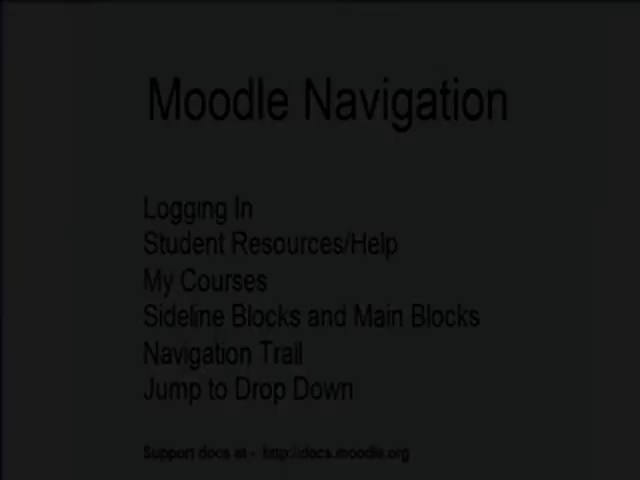 Moodle Navigation
Logging In
Student Resources/Help
My Courses
Sideline Blocks and Main Blocks
Navigation Trail
Jump to Drop Down
Support docs at - http://docs.moodle.org